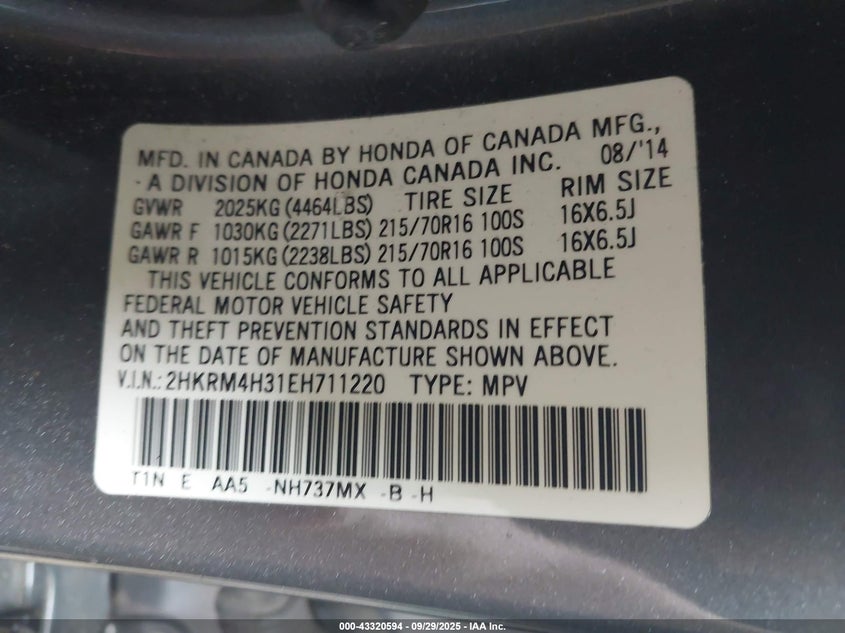 MFD. IN CANADA BY HONDA OF CANADA MFG.,
- A DIVISION OF HONDA CANADA INC. 08/'14
GVWR 2025KG (4464LBS) TIRE SIZE RIM SIZE
GAWR F 1030KG (2271LBS) 215/70R16 100S 16X6.5J
GAWR R 1015KG (2238LBS) 215/70R16 100S 16X6.5J
THIS VEHICLE CONFORMS TO ALL APPLICABLE
FEDERAL MOTOR VEHICLE SAFETY
AND THEFT PREVENTION STANDARDS IN EFFECT
ON THE DATE OF MANUFACTURE SHOWN ABOVE.
V.I.N.: 2HKRM4H31EH711220 TYPE: MPV
T1N E AA5 -NH737MX -B -H
000-43320594 - 09/29/2025 - IAA Inc.